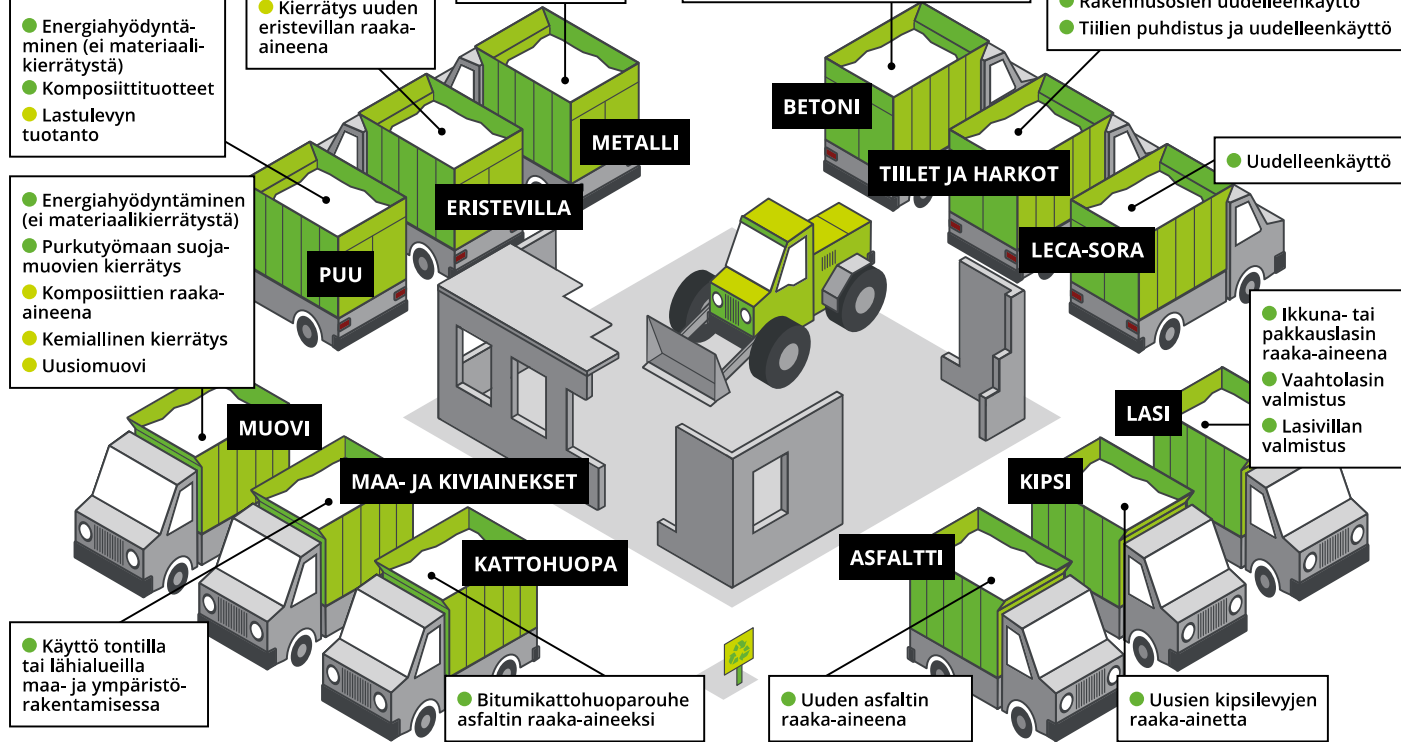 Energiahyödyntä-
minen (ei materiaali-
kierrätystä)
Komposiittituotteet
Lastulevyn
tuotanto
Kierrätys uuden
eristevillan raaka-
aineena
Rakennusosien uudelleenkäyttö
Tiilien puhdistus ja uudelleenkäyttö
METALLI
BETONI
TIILET JA HARKOT
Uudelleenkäyttö
ERISTEVILLA
LECA-SORA
PUU
Energiahyödyntäminen
(ei materiaalikierrätystä)
Purkutyömaan suoja-
muovien kierrätys
Komposiittien raaka-
aineena
Kemiallinen kierrätys
Uusiomuovi
Ikkuna- tai
pakkauslasin
raaka-aineena
Vaahtolasin
valmistus
Lasivillan
valmistus
MUOVI
LASI
MAA- JA KIVIAINEKSET
KIPSI
KATTOHUOPA
ASFALTTI
Käyttö tontilla
tai lähialueilla
maa- ja ympäristö-
rakentamisessa
Bitumikattohuoparouhe
asfaltin raaka-aineeksi
Uuden asfaltin
raaka-aineena
Uusien kipsilevyjen
raaka-ainetta